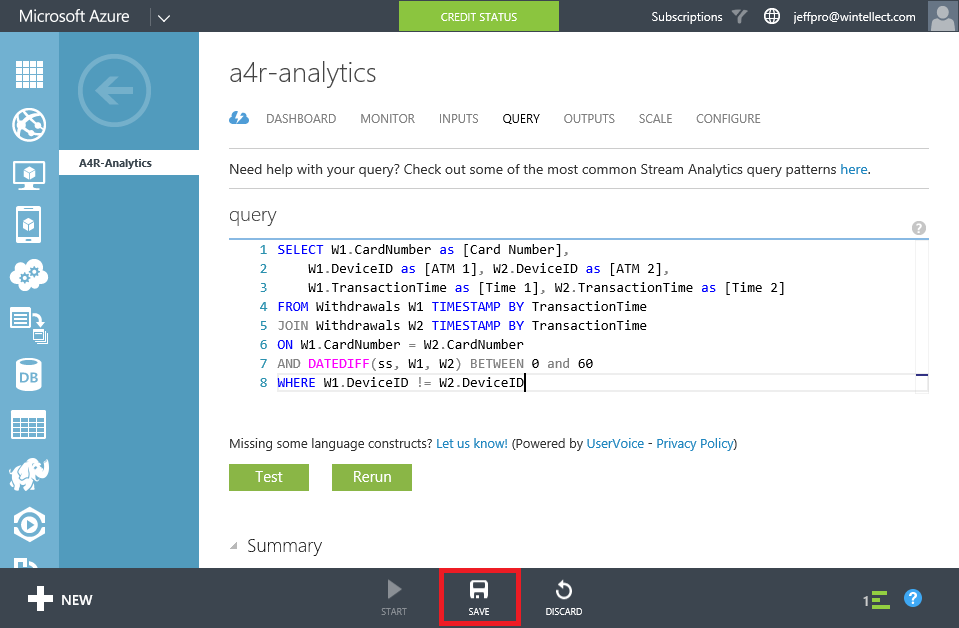 Microsoft Azure
CREDIT STATUS
Subscriptions
jeffpro@wintellect.com
DB
A4R-Analytics
a4r-analytics
DASHBOARD MONITOR INPUTS QUERY OUTPUTS SCALE CONFIGURE
Need help with your query? Check out some of the most common Stream Analytics query patterns here.
query
?
1 SELECT W1.CardNumber as [Card Number],
2 W1.DeviceID as [ATM 1], W2.DeviceID as [ATM 2],
3 W1.TransactionTime as [Time 1], W2.TransactionTime as [Time 2]
4 FROM Withdrawals W1 TIMESTAMP BY TransactionTime
5 JOIN Withdrawals W2 TIMESTAMP BY TransactionTime
6 ON W1.CardNumber = W2.CardNumber
7 AND DATEDIFF(ss, W1, W2) BETWEEN 0 and 60
8 WHERE W1.DeviceID != W2.DeviceID
Missing some language constructs? Let us know! (Powered by UserVoice - Privacy Policy)
Test Rerun
Summary
NEW
START
SAVE
DISCARD
1
?